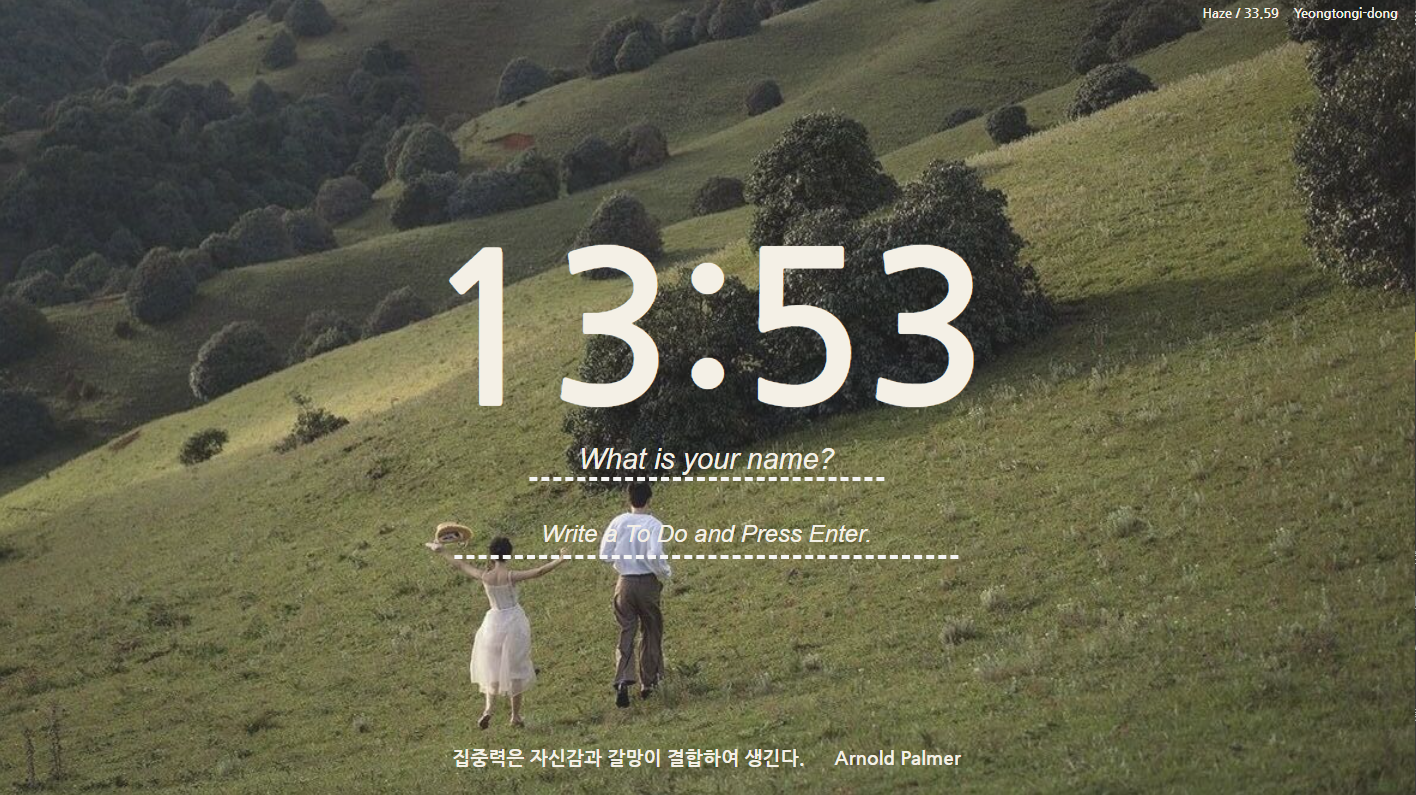 Haze / 33.59 Yeongtongi-dong
13:53
What is your name?
Write a To Do and Press Enter.
집중력은 자신감과 갈망이 결합하여 생긴다. Arnold Palmer